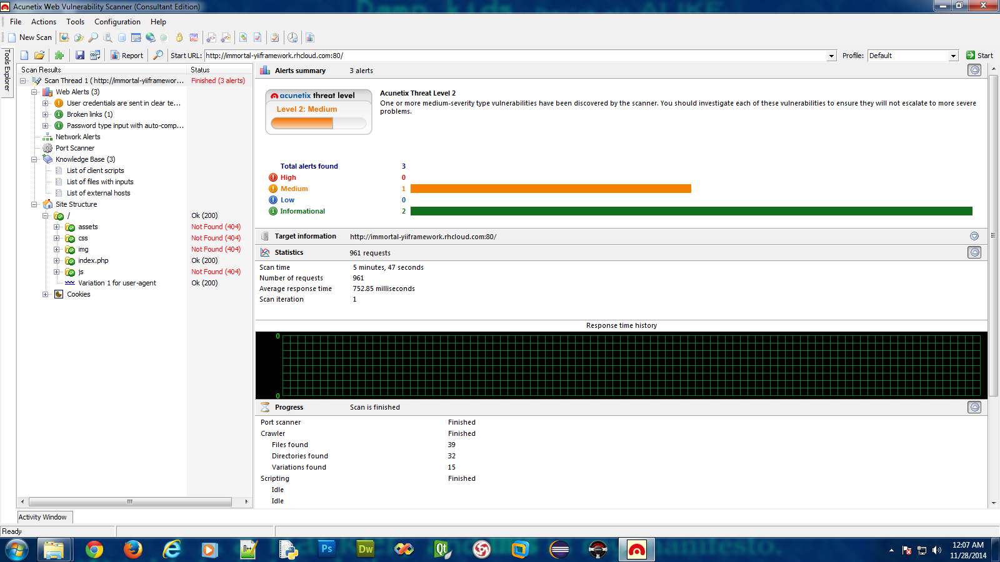 Acunetix Web Vulnerability Scanner (Consultant Edition)
File Actions Tools Configuration Help
New Scan
Report Start URL: http://immortal-yiiframework.rhcloud.com:80/ Profile: Default Start
Tools Explorer
Scan Results Status
Scan Thread 1 ( http://immortal-yiiframewor... Finished (3 alerts)
Web Alerts (3)
User credentials are sent in clear te...
Broken links (1)
Password type input with auto-comp...
Network Alerts
Port Scanner
Knowledge Base (3)
List of client scripts
List of files with inputs
List of external hosts
Site Structure
/ Ok (200)
assets Not Found (404)
css Not Found (404)
img Not Found (404)
index.php Ok (200)
js Not Found (404)
Variation 1 for user-agent Ok (200)
Cookies
Alerts summary 3 alerts
acunetix threat level
Level 2: Medium
Acunetix Threat Level 2
One or more medium-severity type vulnerabilities have been discovered by the scanner. You should investigate each of these vulnerabilities to ensure they will not escalate to more severe
problems.
Total alerts found 3
High 0
Medium 1
Low 0
Informational 2
Target information http://immortal-yiiframework.rhcloud.com:80/
Statistics 961 requests
Scan time 5 minutes, 47 seconds
Number of requests 961
Average response time 752.85 milliseconds
Scan iteration 1
Response time history
0
0
Progress Scan is finished
Port scanner Finished
Crawler Finished
Files found 39
Directories found 32
Variations found 15
Scripting Finished
Idle
Idle
Activity Window
Ready
Ps
Dw
Qt
12:07 AM
11/28/2014